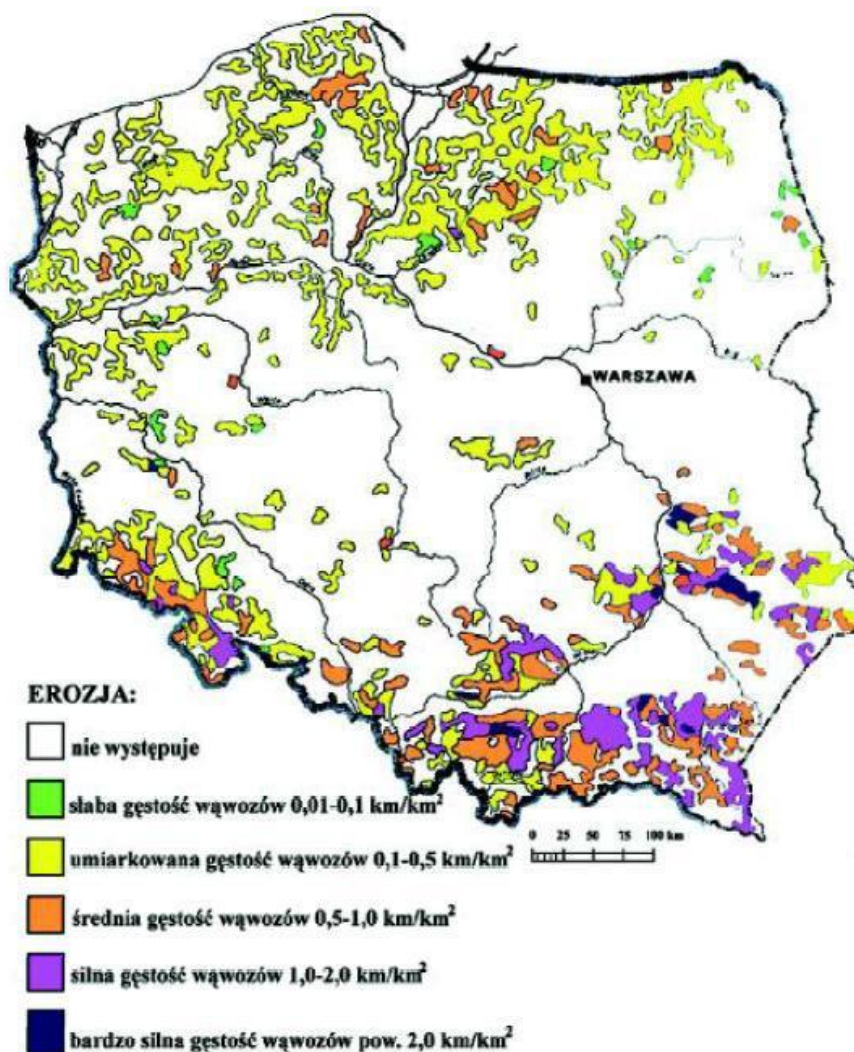 WARSZAWA
EROZJA:
nie występuje
słaba gęstość wąwozów 0,01-0,1 km/km²
umiarkowana gęstość wąwozów 0,1-0,5 km/km²
średnia gęstość wąwozów 0,5-1,0 km/km²
silna gęstość wąwozów 1,0-2,0 km/km²
bardzo silna gęstość wąwozów pow. 2,0 km/km²
0 25 50 75 100 km